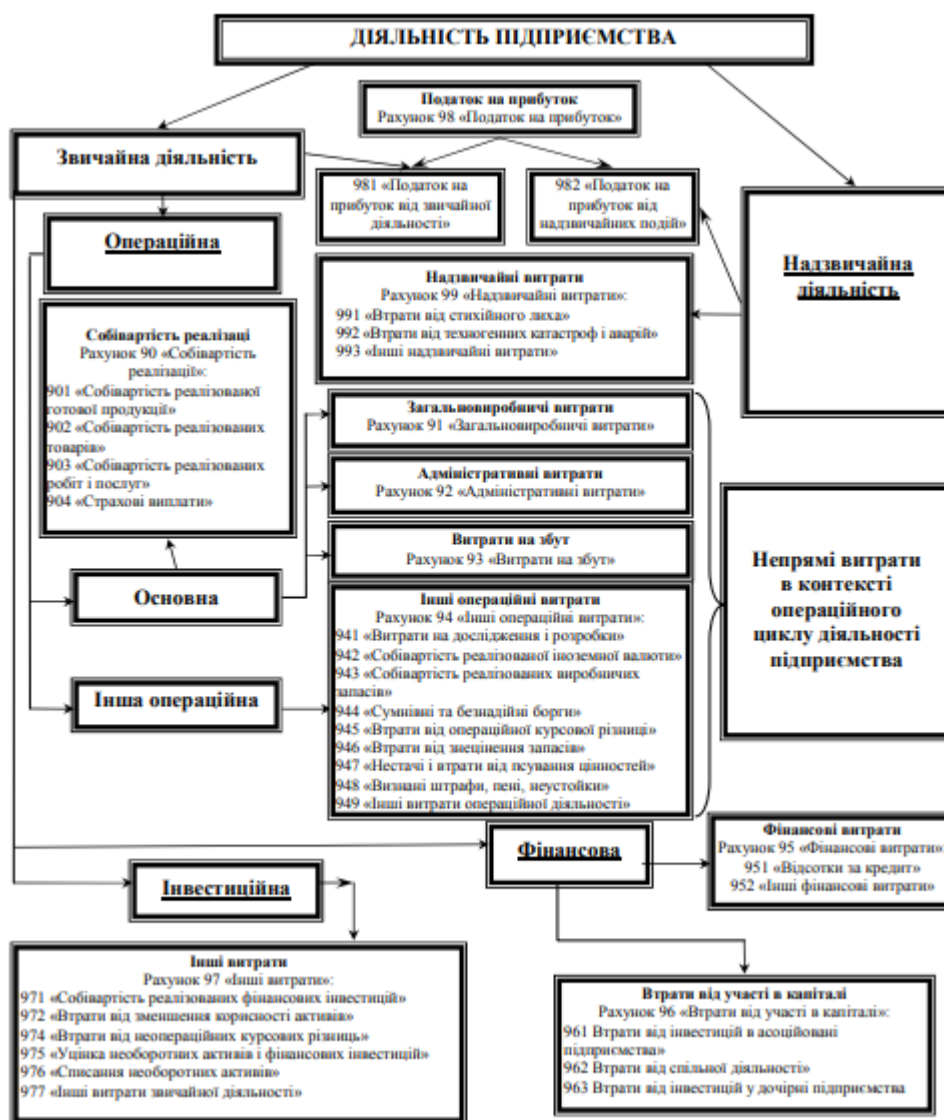 ДІЯЛЬНІСТЬ ПІДПРИЄМСТВА
Податок на прибуток
Рахунок 98 «Податок на прибуток»
Звичайна діяльність
981 «Податок на
прибуток від звичайної
діяльності»
982 «Податок на
прибуток від
надзвичайних подій»
Операційна
Надзвичайна
діяльність
Надзвичайні витрати
Рахунок 99 «Надзвичайні витрати»:
991 «Втрати від стихійного лиха»
992 «Втрати від техногенних катастроф і аварій»
993 «Інші надзвичайні витрати»
Собівартість реалізаці
Рахунок 90 «Собівартість
реалізації»:
901 «Собівартість реалізованої
готової продукції»
902 «Собівартість реалізованих
товарів»
903 «Собівартість реалізованих
робіт і послуг»
904 «Страхові виплати»
Загальновиробничі витрати
Рахунок 91 «Загальновиробничі витрати»
Адміністративні витрати
Рахунок 92 «Адміністративні витрати»
Витрати на збут
Рахунок 93 «Витрати на збут»
Непрямі витрати
в контексті
операційного
циклу діяльності
підприємства
Основна
Інші операційні витрати
Рахунок 94 «Інші операційні витрати»:
941 «Витрати на дослідження і розробки»
942 «Собівартість реалізованої іноземної валюти»
943 «Собівартість реалізованих виробничих
запасів»
944 «Сумнівні та безнадійні борги»
945 «Втрати від операційної курсової різниці»
946 «Втрати від знецінення запасів»
947 «Нестачі і втрати від псування цінностей»
948 «Визнані штрафи, пені, неустойки»
949 «Інші витрати операційної діяльності»
Інша операційна
Фінансова
Фінансові витрати
Рахунок 95 «Фінансові витрати»:
951 «Відсотки за кредит»
952 «Інші фінансові витрати»
Інвестиційна
Інші витрати
Рахунок 97 «Інші витрати»:
971 «Собівартість реалізованих фінансових інвестицій»
972 «Втрати від зменшення корисності активів»
974 «Втрати від неопераційних курсових різниць»
975 «Уцінка необоротних активів і фінансових інвестицій»
976 «Списання необоротних активів»
977 «Інші витрати звичайної діяльності»
Втрати від участі в капіталі
Рахунок 96 «Втрати від участі в капіталі»:
961 Втрати від інвестицій в асоційовані
підприємства»
962 Втрати від спільної діяльності»
963 Втрати від інвестицій у дочірні підприємства